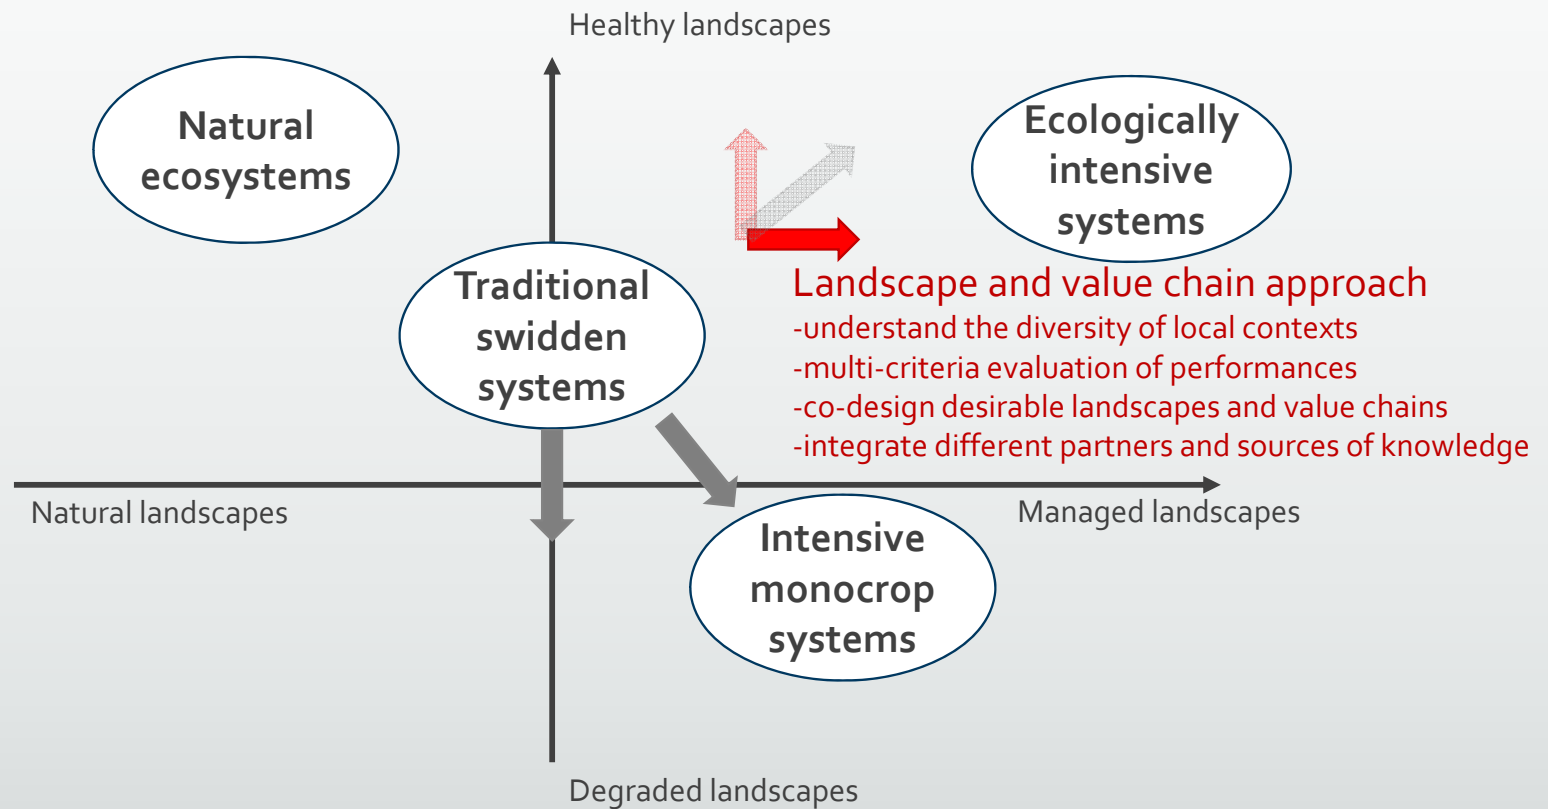 Healthy landscapes
Natural
ecosystems
Ecologically
intensive
systems
Traditional
swidden
systems
Landscape and value chain approach
-understand the diversity of local contexts
-multi-criteria evaluation of performances
-co-design desirable landscapes and value chains
-integrate different partners and sources of knowledge
Natural landscapes
Managed landscapes
Intensive
monocrop
systems
Degraded landscapes